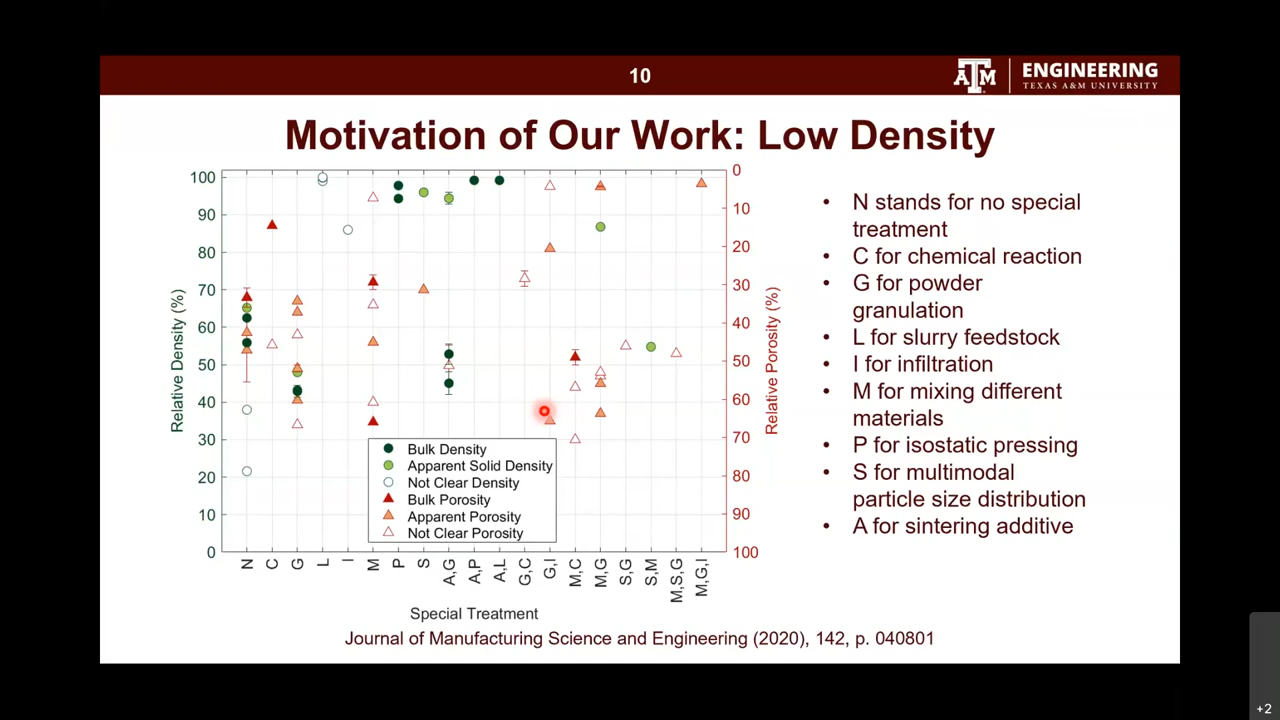 10
ATM
ENGINEERING
TEXAS A&M UNIVERSITY
Motivation of Our Work: Low Density
100
90
80
70
60
50
40
30
20
10
0
Relative Density (%)
0
10
20
30
40
50
60
70
80
90
100
Relative Porosity (%)
Bulk Density
Apparent Solid Density
Not Clear Density
Bulk Porosity
Apparent Porosity
Not Clear Porosity
N
C
G
L
I
M
P
S
A,G
A,P
A,L
G,C
G,I
M,C
M,G
S,G
S,M
M,S,G
M,G,I
Special Treatment
• N stands for no special
treatment
• C for chemical reaction
• G for powder
granulation
• L for slurry feedstock
• I for infiltration
• M for mixing different
materials
• P for isostatic pressing
• S for multimodal
particle size distribution
• A for sintering additive
Journal of Manufacturing Science and Engineering (2020), 142, p. 040801
+2